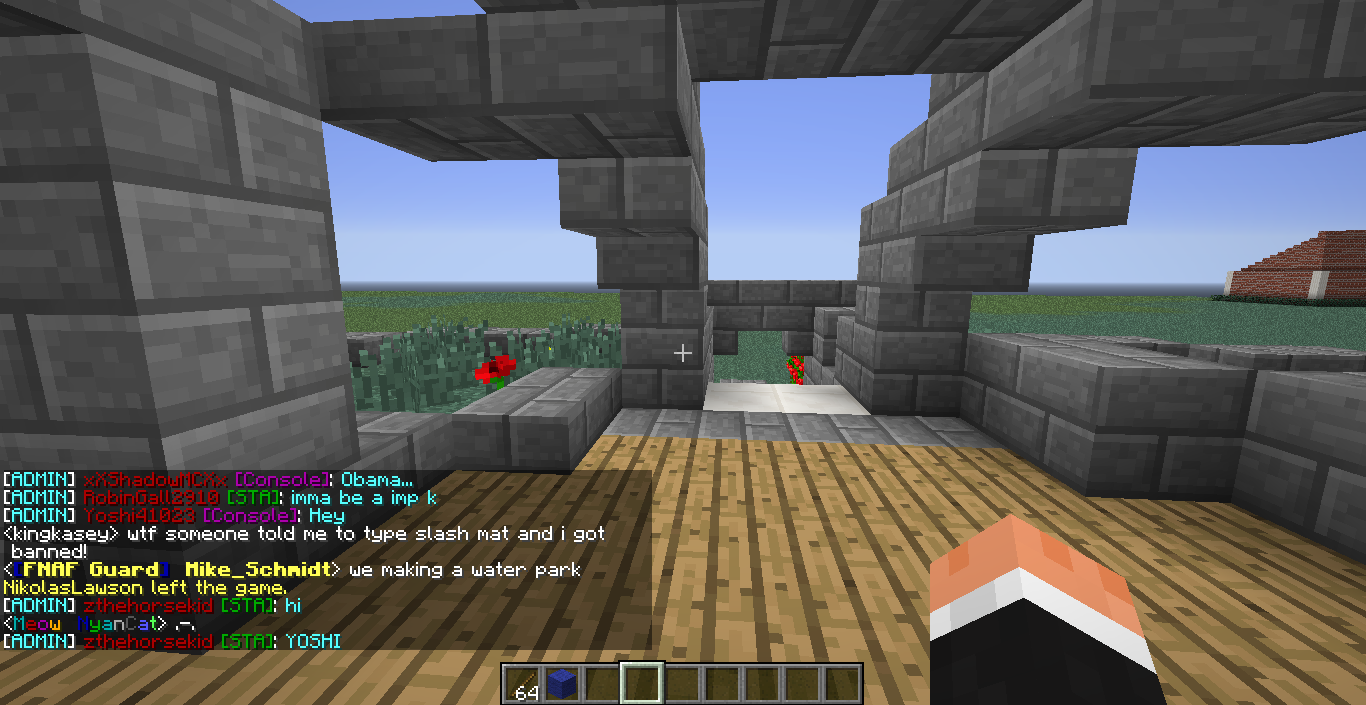 [ADMIN] xXShadowMCXx [Console]: Obama...
[ADMIN] RobinGall2910 [STA]: imma be a imp k
[ADMIN] Yoshi41023 [Console]: Hey
<kingkasey> wtf someone told me to type slash mat and i got
banned!
<[FNAF Guard] Mike_Schmidt> we making a water park
NikolasLawson left the game.
[ADMIN] zthehorsekid [STA]: hi
<Meow NyanCat> .-.
[ADMIN] zthehorsekid [STA]: YOSHI
64